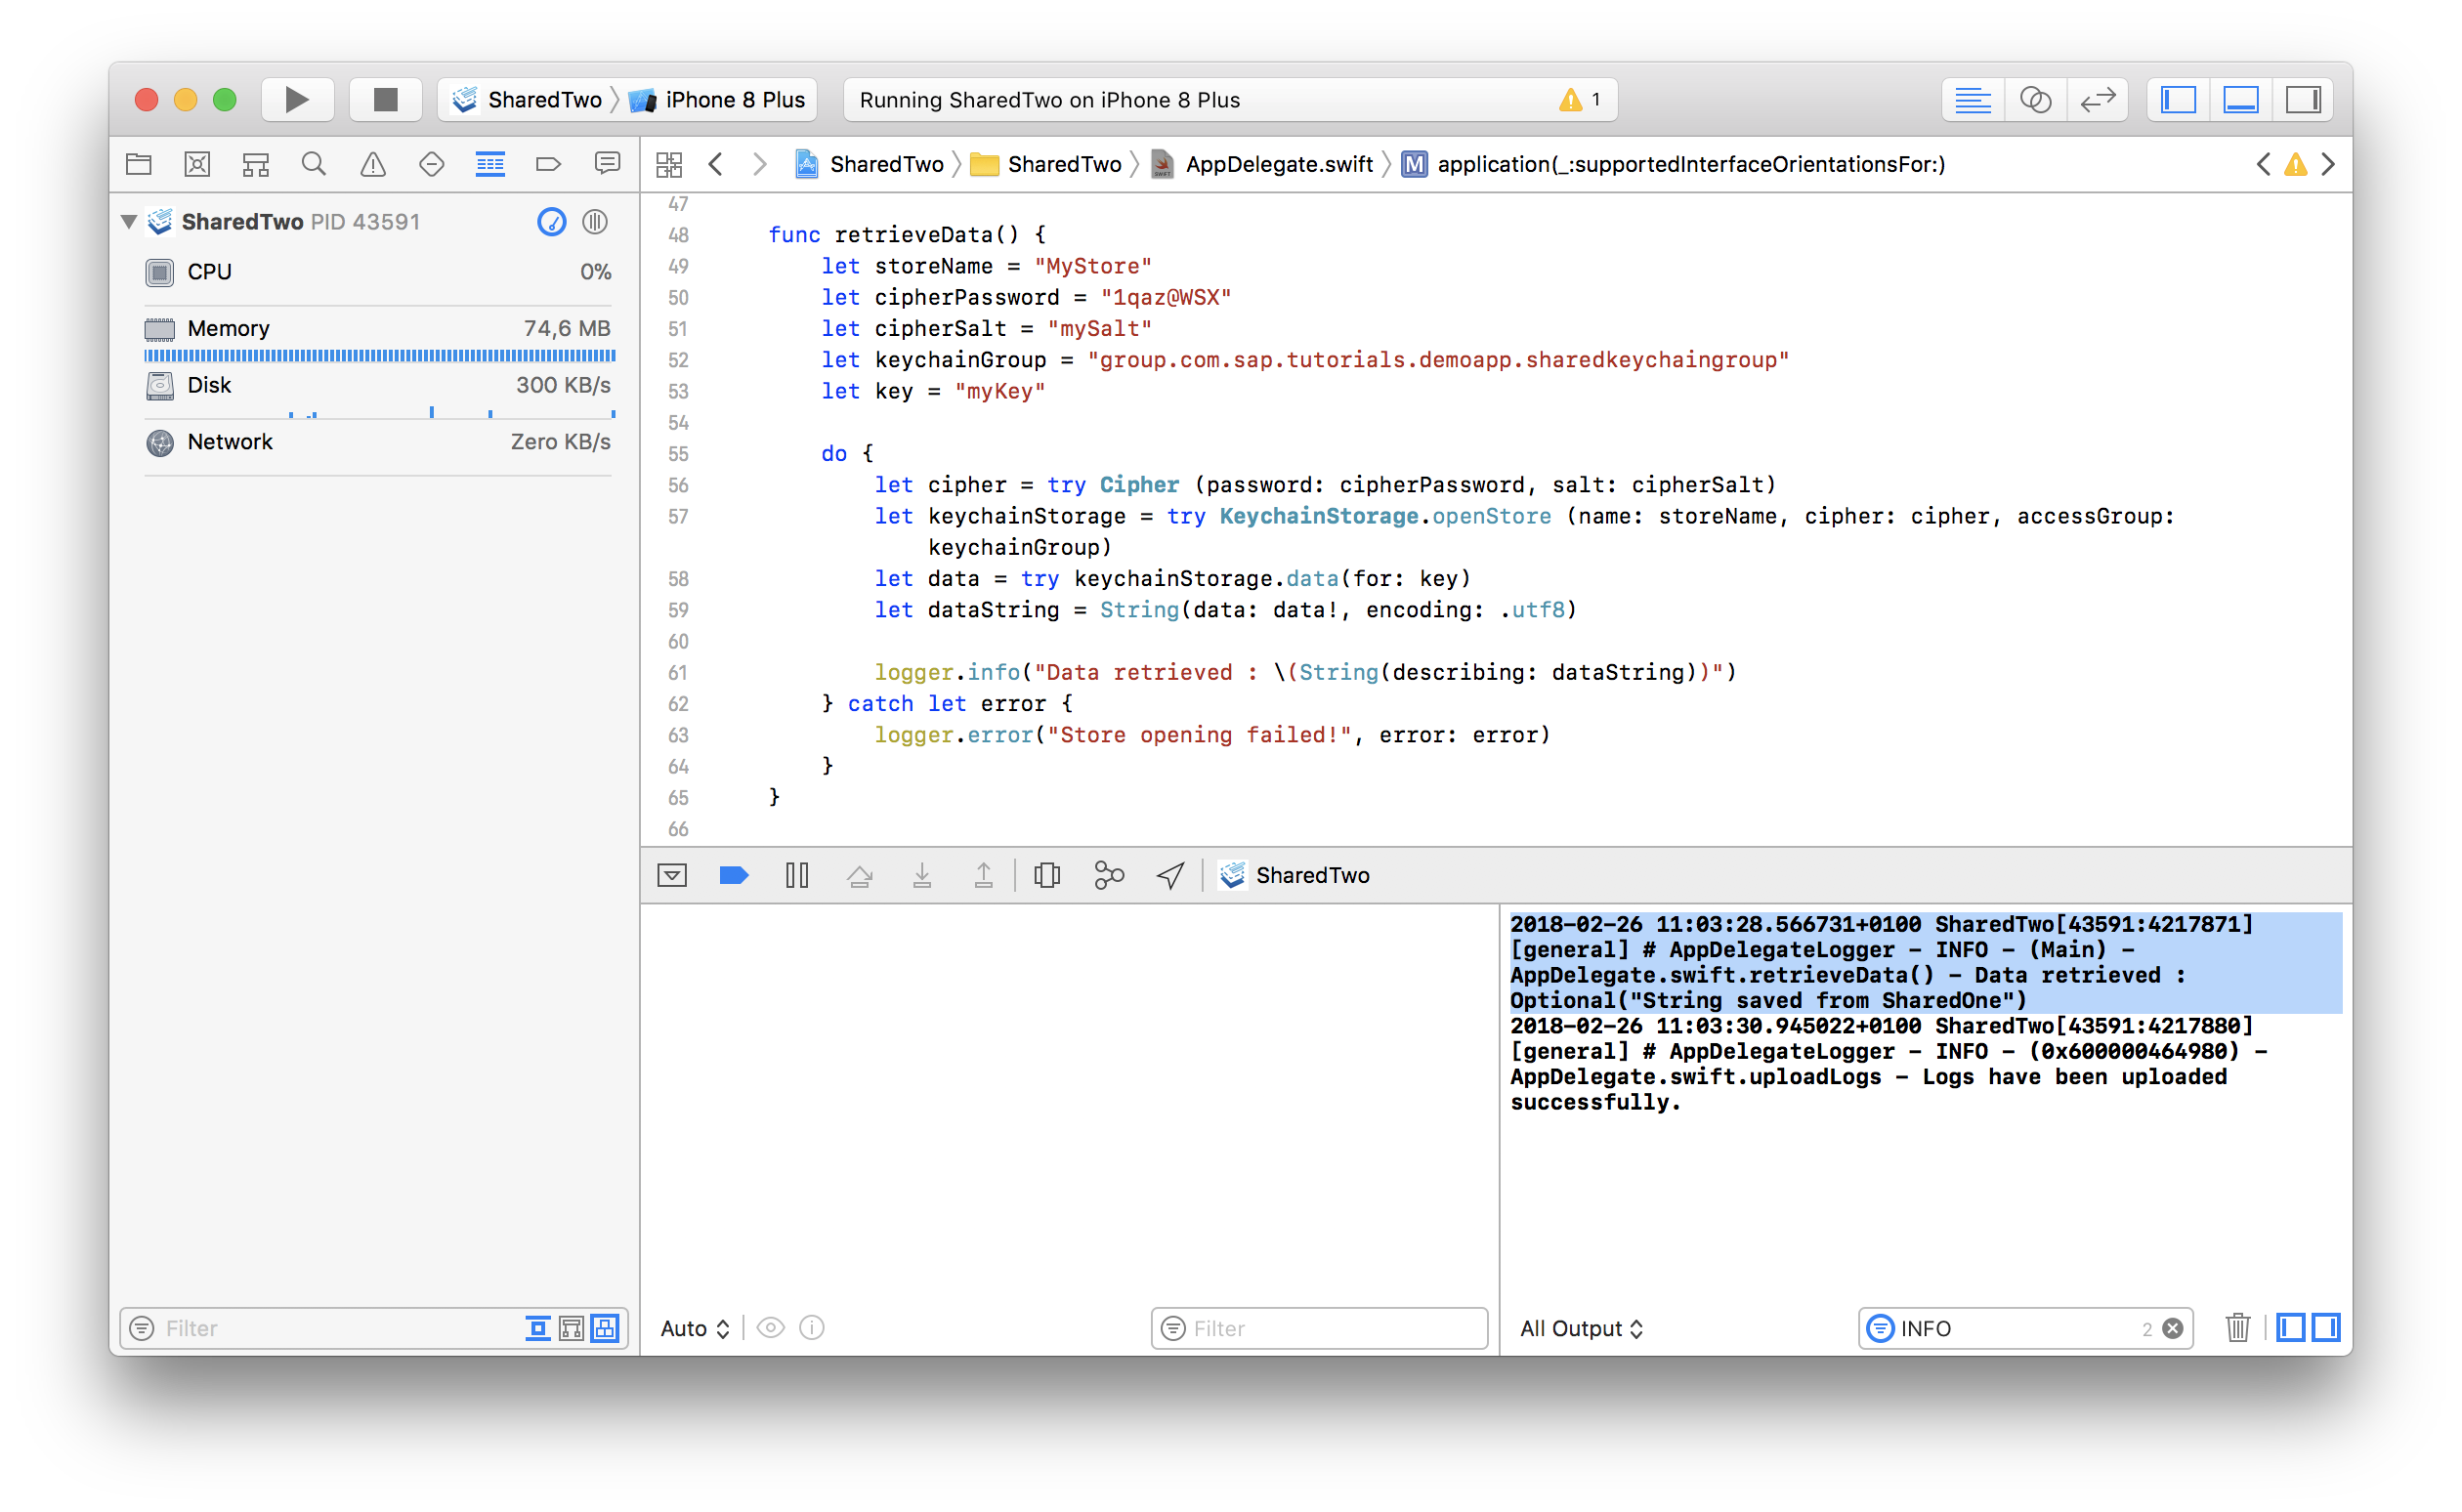 SharedTwo iPhone 8 Plus
Running SharedTwo on iPhone 8 Plus 1
SharedTwo SharedTwo AppDelegate.swift M application(_:supportedInterfaceOrientationsFor:)
SharedTwo PID 43591
CPU 0%
Memory 74,6 MB
Disk 300 KB/s
Network Zero KB/s
Filter
47
48 func retrieveData() {
49 let storeName = "MyStore"
50 let cipherPassword = "1qaz@WSX"
51 let cipherSalt = "mySalt"
52 let keychainGroup = "group.com.sap.tutorials.demoapp.sharedkeychaingroup"
53 let key = "myKey"
54
55 do {
56 let cipher = try Cipher (password: cipherPassword, salt: cipherSalt)
57 let keychainStorage = try KeychainStorage.openStore (name: storeName, cipher: cipher, accessGroup:
keychainGroup)
58 let data = try keychainStorage.data(for: key)
59 let dataString = String(data: data!, encoding: .utf8)
60
61 logger.info("Data retrieved : \(String(describing: dataString))")
62 } catch let error {
63 logger.error("Store opening failed!", error: error)
64 }
65 }
66
SharedTwo
2018-02-26 11:03:28.566731+0100 SharedTwo[43591:4217871]
[general] # AppDelegateLogger - INFO - (Main) -
AppDelegate.swift.retrieveData() - Data retrieved :
Optional("String saved from SharedOne")
2018-02-26 11:03:30.945022+0100 SharedTwo[43591:4217880]
[general] # AppDelegateLogger - INFO - (0x600000464980) -
AppDelegate.swift.uploadLogs - Logs have been uploaded
successfully.
Auto Filter
All Output INFO 2